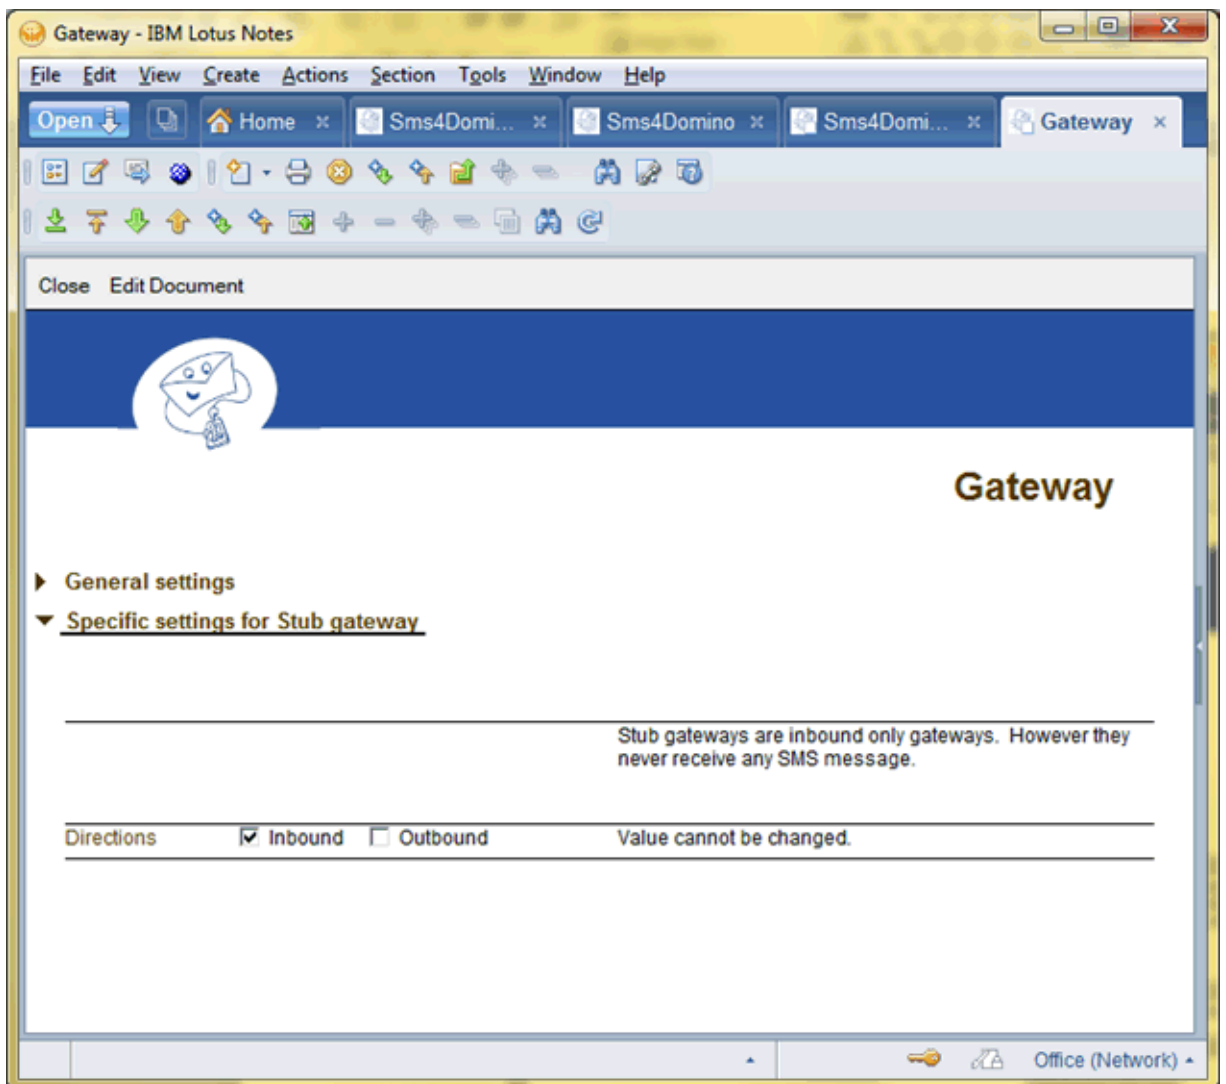 Gateway - IBM Lotus Notes
File Edit View Create Actions Section Tools Window Help
Open Home Sms4Domi... Sms4Domino Sms4Domi... Gateway
Close Edit Document
Gateway
General settings
Specific settings for Stub gateway
Stub gateways are inbound only gateways. However they
never receive any SMS message.
Directions Inbound Outbound Value cannot be changed.
Office (Network)